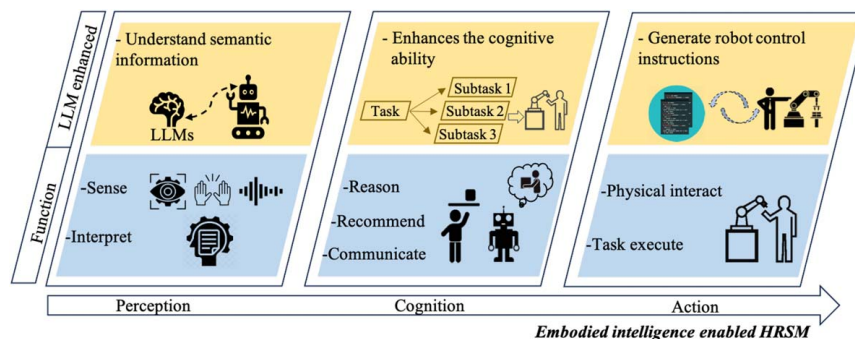 LLM enhanced
- Understand semantic
information
LLMs
- Enhances the cognitive
ability
Task
Subtask 1
Subtask 2
Subtask 3
- Generate robot control
instructions
Function
-Sense
-Interpret
-Reason
-Recommend
-Communicate
-Physical interact
-Task execute
Perception
Cognition
Action
Embodied intelligence enabled HRSM